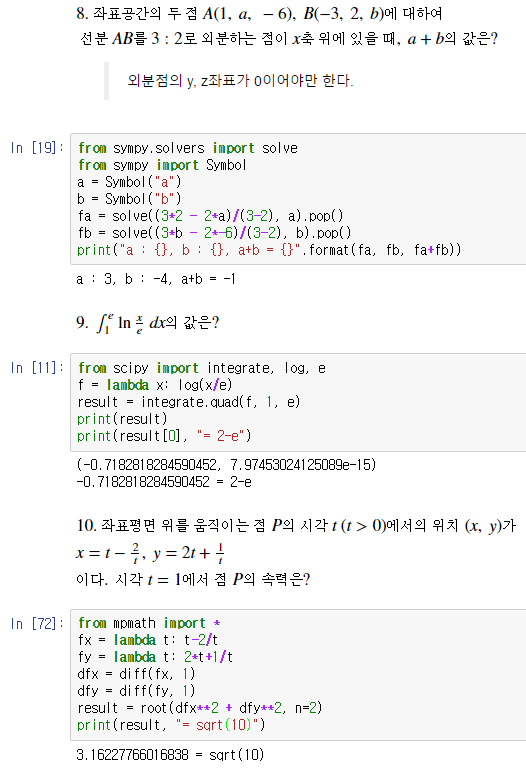 8. 좌표공간의 두 점 A(1, a, −6), B(−3, 2, b)에 대하여
선분 AB를 3 : 2로 외분하는 점이 x축 위에 있을 때, a + b의 값은?
외분점의 y, z좌표가 0이어야만 한다.
In [19]:
from sympy.solvers import solve
from sympy import Symbol
a = Symbol("a")
b = Symbol("b")
fa = solve((3*2 - 2*a)/(3-2), a).pop()
fb = solve((3*b - 2*-6)/(3-2), b).pop()
print("a : {}, b : {}, a+b = {}".format(fa, fb, fa+fb))
a : 3, b : -4, a+b = -1
9. ∫₁ᵉ ln x/e dx의 값은?
In [11]:
from scipy import integrate, log, e
f = lambda x: log(x/e)
result = integrate.quad(f, 1, e)
print(result)
print(result[0], "= 2-e")
(-0.7182818284590452, 7.97453024125089e-15)
-0.7182818284590452 = 2-e
10. 좌표평면 위를 움직이는 점 P의 시각 t (t > 0)에서의 위치 (x, y)가
x = t − 2/t, y = 2t + 1/t
이다. 시각 t = 1에서 점 P의 속력은?
In [72]:
from mpmath import *
fx = lambda t: t-2/t
fy = lambda t: 2*t+1/t
dfx = diff(fx, 1)
dfy = diff(fy, 1)
result = root(dfx**2 + dfy**2, n=2)
print(result, "= sqrt(10)")
3.16227766016838 = sqrt(10)